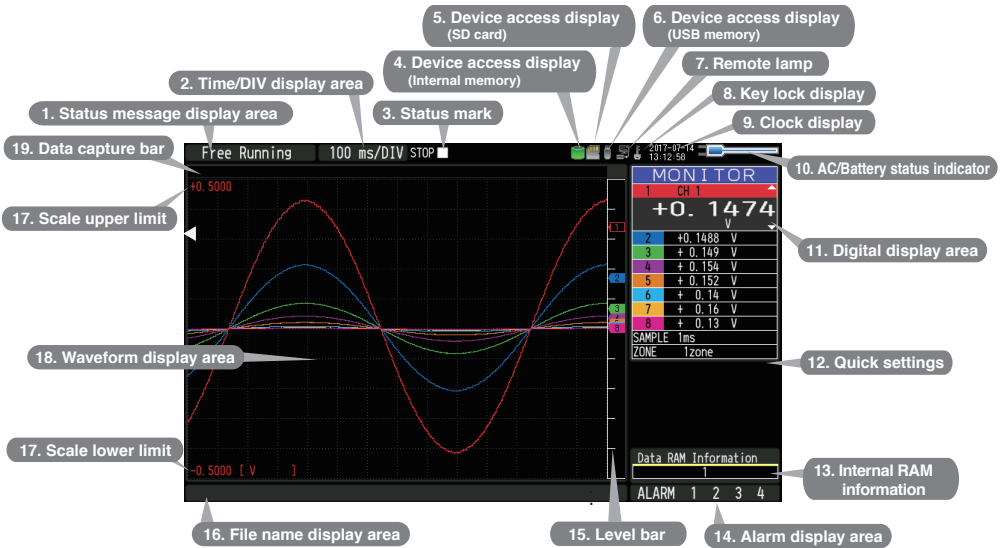 5. Device access display
(SD card)
6. Device access display
(USB memory)
4. Device access display
(Internal memory)
7. Remote lamp
2. Time/DIV display area
8. Key lock display
1. Status message display area
3. Status mark
9. Clock display
19. Data capture bar
Free Running
100 ms/DIV
STOP
2017-07-14
13:12:58
10. AC/Battery status indicator
MONITOR
1 CH 1
+0.5000
17. Scale upper limit
+0. 1474
V
1
11. Digital display area
2 +0.1488 V
3 + 0.149 V
4 + 0.154 V
2
5 + 0.152 V
6 + 0.14 V
7 + 0.16 V
3
8 + 0.13 V
8
SAMPLE 1ms
ZONE 1zone
18. Waveform display area
12. Quick settings
17. Scale lower limit
-0.5000 [ V ]
Data RAM Information
1
13. Internal RAM
information
ALARM 1 2 3 4
16. File name display area
15. Level bar
14. Alarm display area